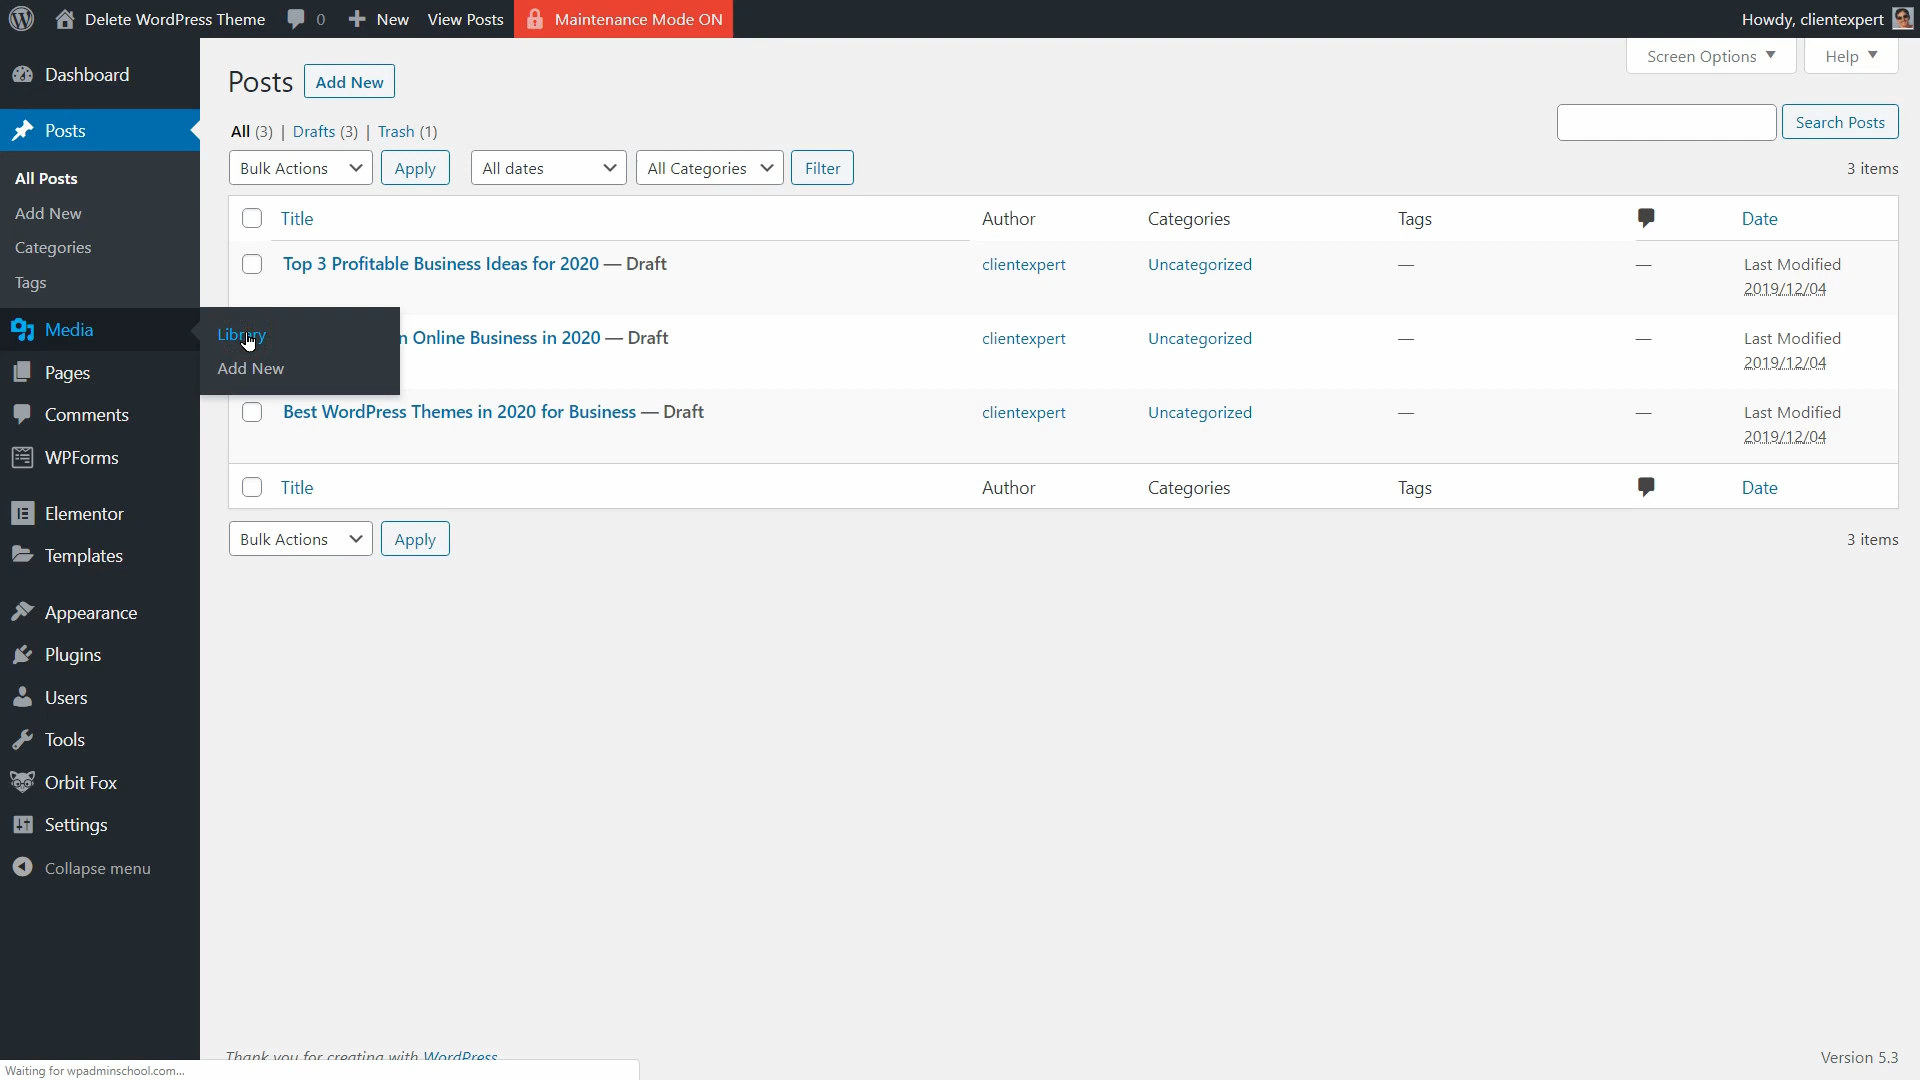 Delete WordPress Theme 0 New View Posts Maintenance Mode ON Howdy, clientexpert
Screen Options Help
Dashboard
Posts
All Posts
Add New
Categories
Tags
Media
Library
Add New
Pages
Comments
WPForms
Elementor
Templates
Appearance
Plugins
Users
Tools
Orbit Fox
Settings
Collapse menu
Posts Add New
All (3) | Drafts (3) | Trash (1)
Search Posts
Bulk Actions Apply All dates All Categories Filter 3 items
Title Author Categories Tags Date
Top 3 Profitable Business Ideas for 2020 — Draft clientexpert Uncategorized — — Last Modified
2019/12/04
Online Business in 2020 — Draft clientexpert Uncategorized — — Last Modified
2019/12/04
Best WordPress Themes in 2020 for Business — Draft clientexpert Uncategorized — — Last Modified
2019/12/04
Title Author Categories Tags Date
Bulk Actions Apply 3 items
Thank you for creating with WordPress Version 5.3
Waiting for wpadminschool.com...